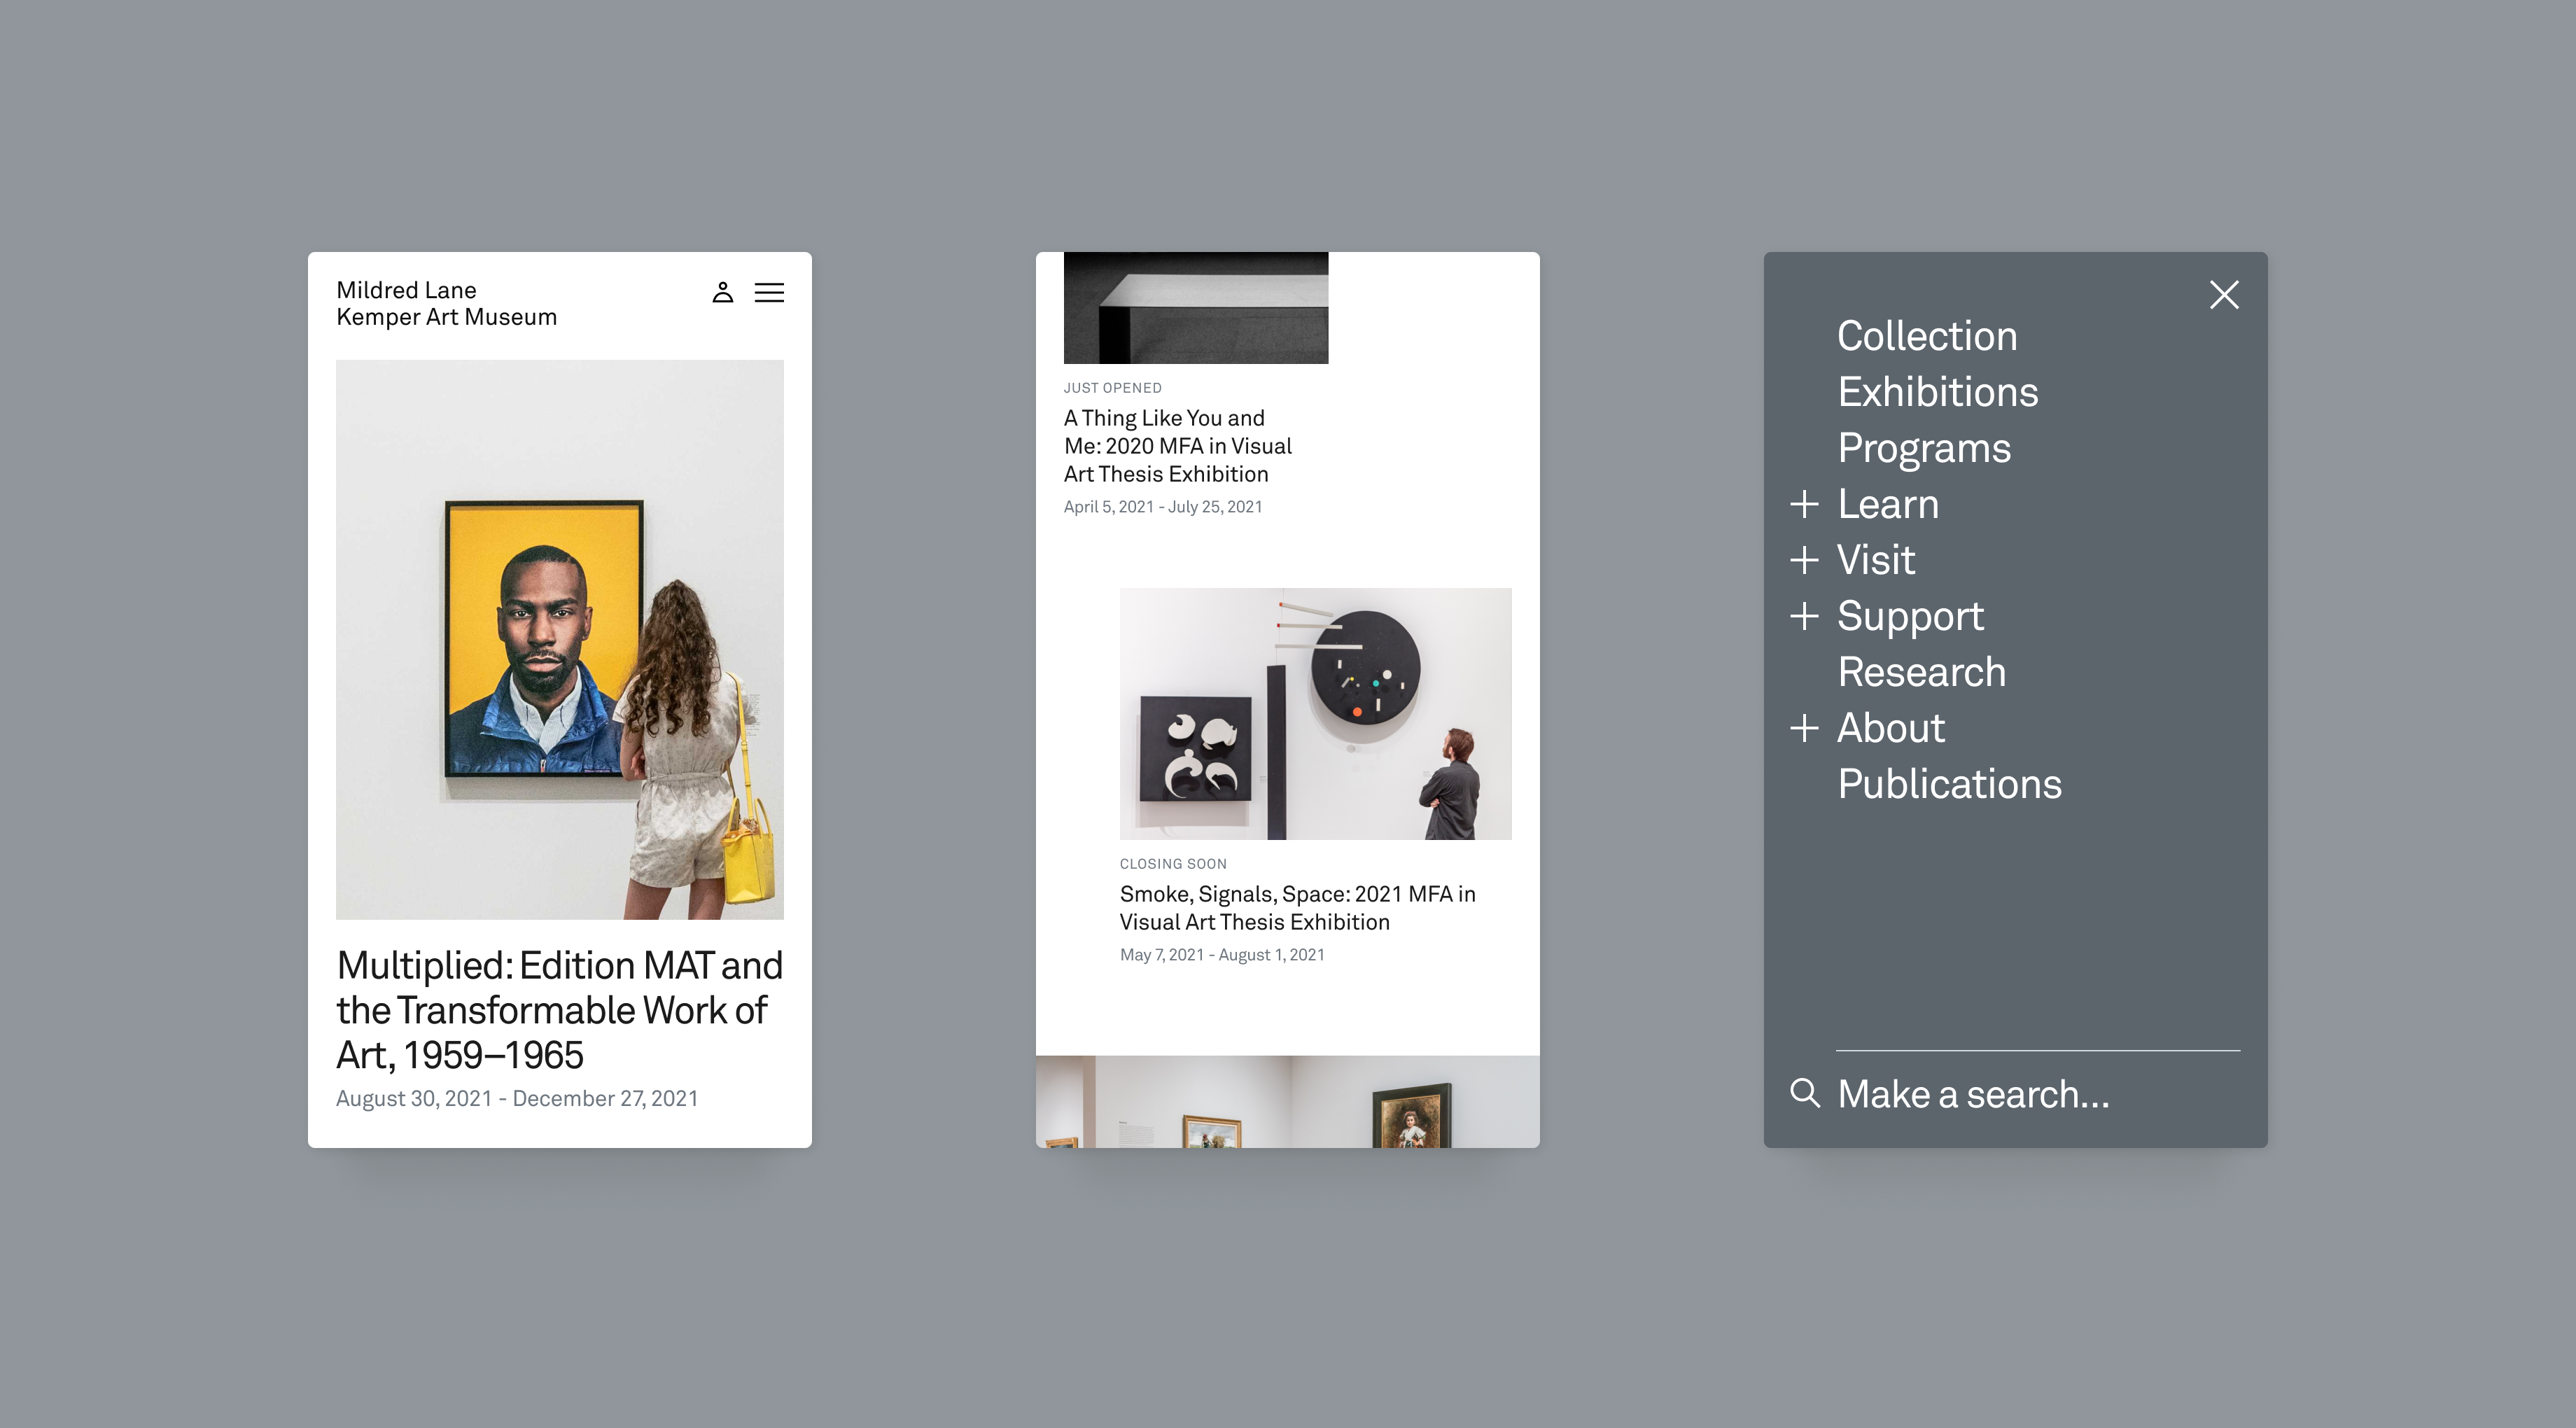 Mildred Lane
Kemper Art Museum
Multiplied: Edition MAT and
the Transformable Work of
Art, 1959–1965
August 30, 2021 - December 27, 2021
JUST OPENED
A Thing Like You and
Me: 2020 MFA in Visual
Art Thesis Exhibition
April 5, 2021 - July 25, 2021
CLOSING SOON
Smoke, Signals, Space: 2021 MFA in
Visual Art Thesis Exhibition
May 7, 2021 - August 1, 2021
Collection
Exhibitions
Programs
+ Learn
+ Visit
+ Support
Research
+ About
Publications
Make a search...